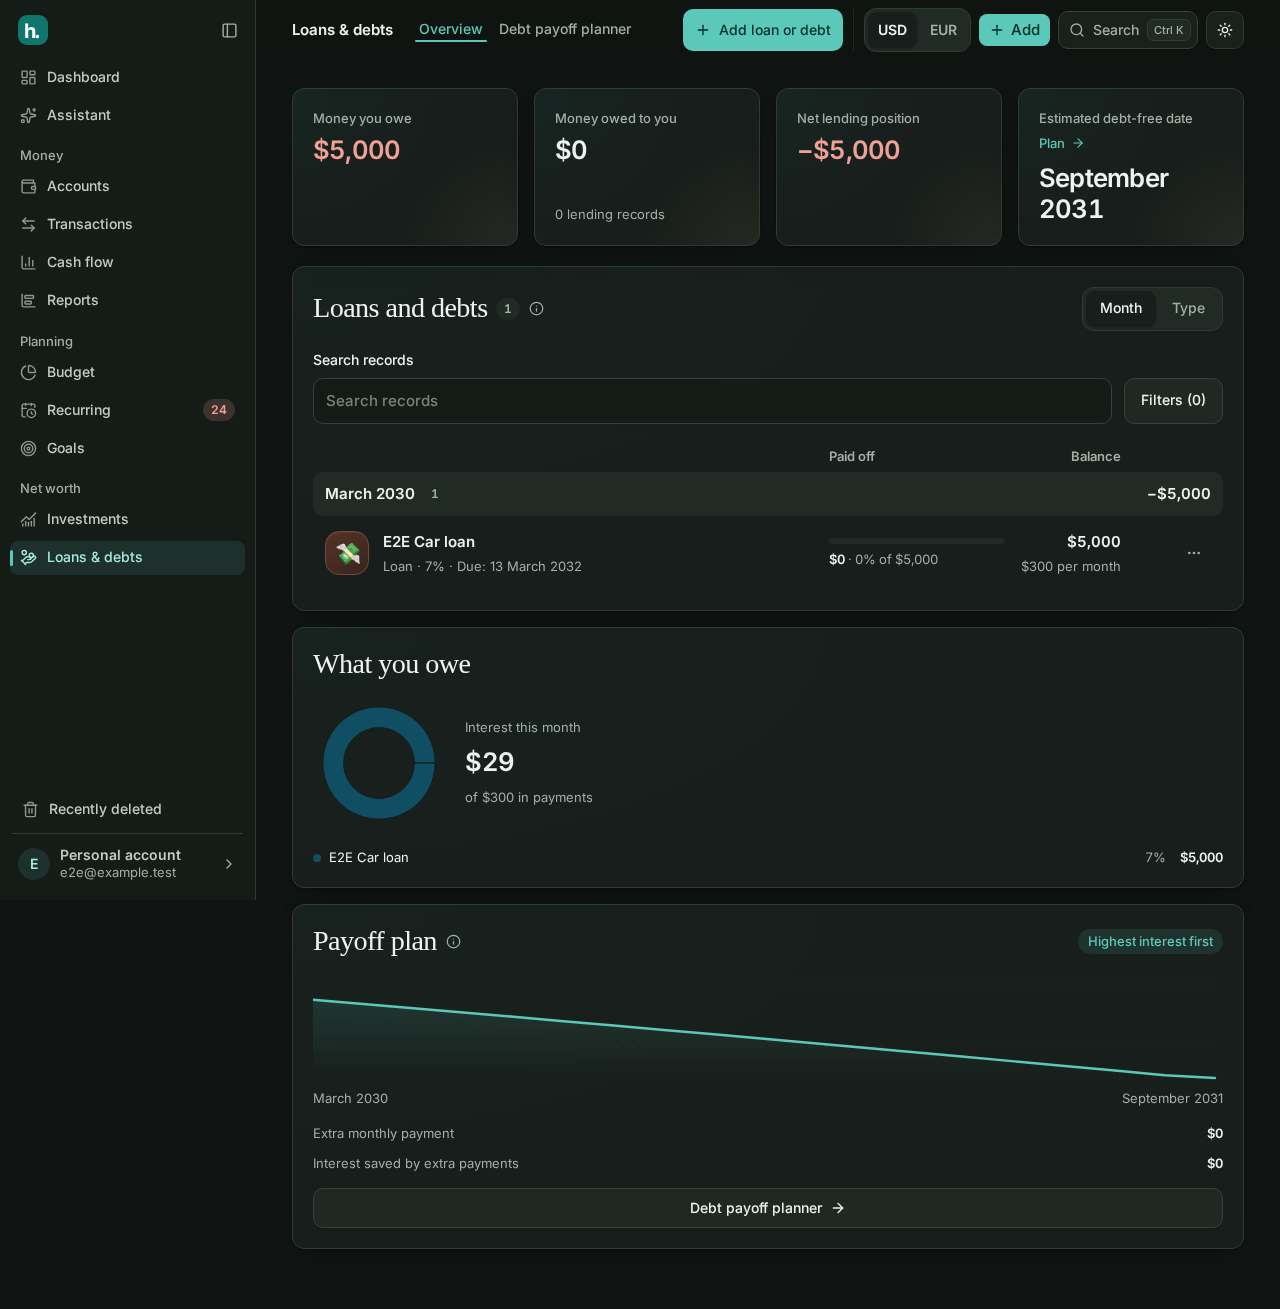 h.
Dashboard
Assistant
Money
Accounts
Transactions
Cash flow
Reports
Planning
Budget
Recurring 24
Goals
Net worth
Investments
Loans & debts
Recently deleted
E
Personal account
e2e@example.test
Loans & debts Overview Debt payoff planner Add loan or debt USD EUR Add Search Ctrl K
Money you owe
$5,000
Money owed to you
$0
0 lending records
Net lending position
−$5,000
Estimated debt-free date
Plan
September
2031
Loans and debts 1
Month Type
Search records
Search records
Filters (0)
Paid off Balance
March 2030 1 −$5,000
E2E Car loan
Loan · 7% · Due: 13 March 2032
$0 · 0% of $5,000
$5,000
$300 per month
What you owe
Interest this month
$29
of $300 in payments
E2E Car loan 7% $5,000
Payoff plan
Highest interest first
March 2030 September 2031
Extra monthly payment $0
Interest saved by extra payments $0
Debt payoff planner